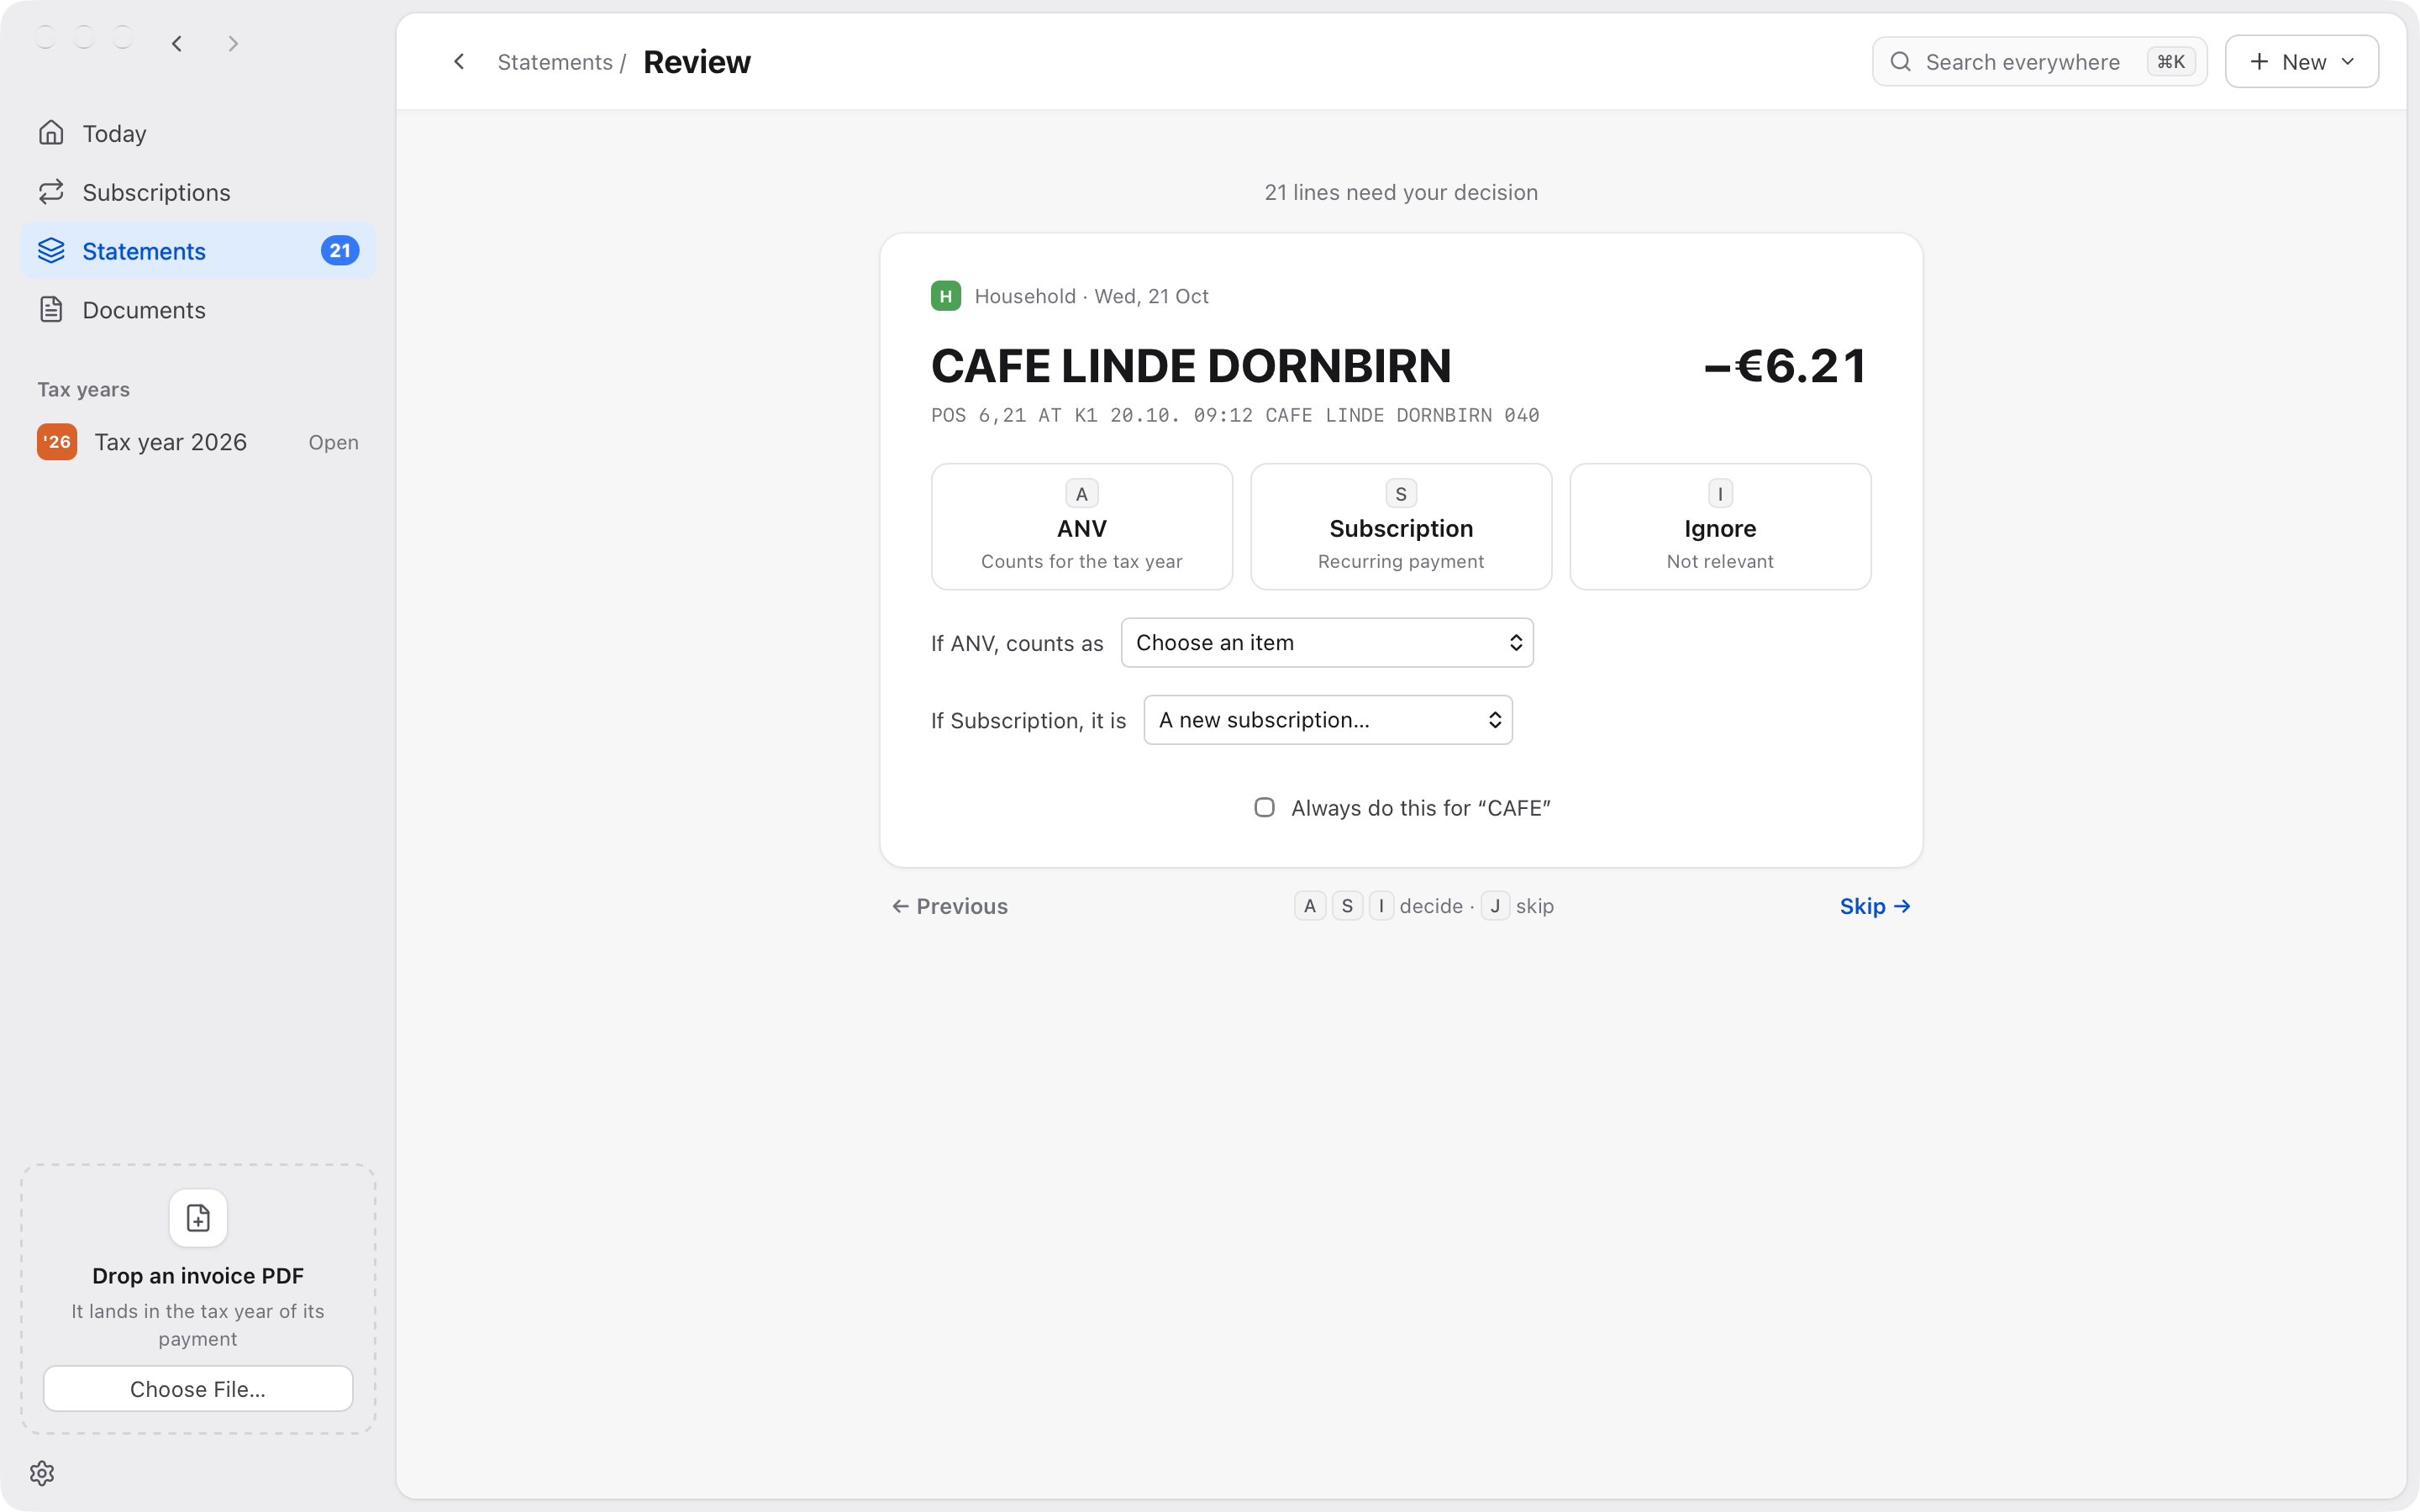 Today
Subscriptions
Statements 21
Documents
Tax years
'26 Tax year 2026 Open
Drop an invoice PDF
It lands in the tax year of its
payment
Choose File…
Statements / Review
Search everywhere ⌘K
+ New
21 lines need your decision
H Household · Wed, 21 Oct
CAFE LINDE DORNBIRN −€6.21
POS 6,21 AT K1 20.10. 09:12 CAFE LINDE DORNBIRN 040
A
ANV
Counts for the tax year
S
Subscription
Recurring payment
I
Ignore
Not relevant
If ANV, counts as Choose an item
If Subscription, it is A new subscription…
Always do this for “CAFE”
← Previous
A S I decide · J skip
Skip →